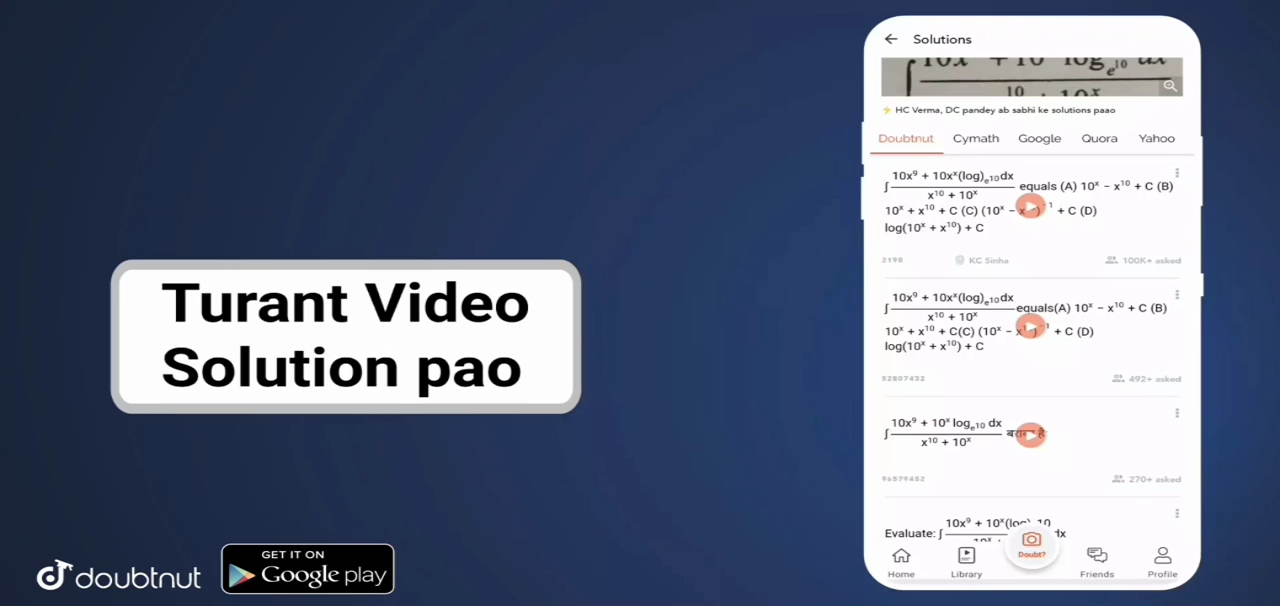 Turant Video
Solution pao
doubtnut
GET IT ON
Google play
Solutions
⚡ HC Verma, DC pandey ab sabhi ke solutions paao
Doubtnut Cymath Google Quora Yahoo
∫ 10x⁹ + 10xˣ(log)ₑ₁₀dx / x¹⁰ + 10ˣ equals (A) 10ˣ − x¹⁰ + C (B)
10ˣ + x¹⁰ + C (C) (10ˣ − )⁻¹ + C (D)
log(10ˣ + x¹⁰) + C
2198 KC Sinha 100K+ asked
∫ 10x⁹ + 10xˣ(log)ₑ₁₀dx / x¹⁰ + 10ˣ equals(A) 10ˣ − x¹⁰ + C (B)
10ˣ + x¹⁰ + C(C) (10ˣ − )⁻¹ + C (D)
log(10ˣ + x¹⁰) + C
52807432 492+ asked
∫ 10x⁹ + 10ˣ logₑ₁₀ dx / x¹⁰ + 10ˣ है
96579452 270+ asked
Evaluate: ∫ 10x⁹ + 10ˣ(log) 10 dx
Doubt?
Home Library Friends Profile